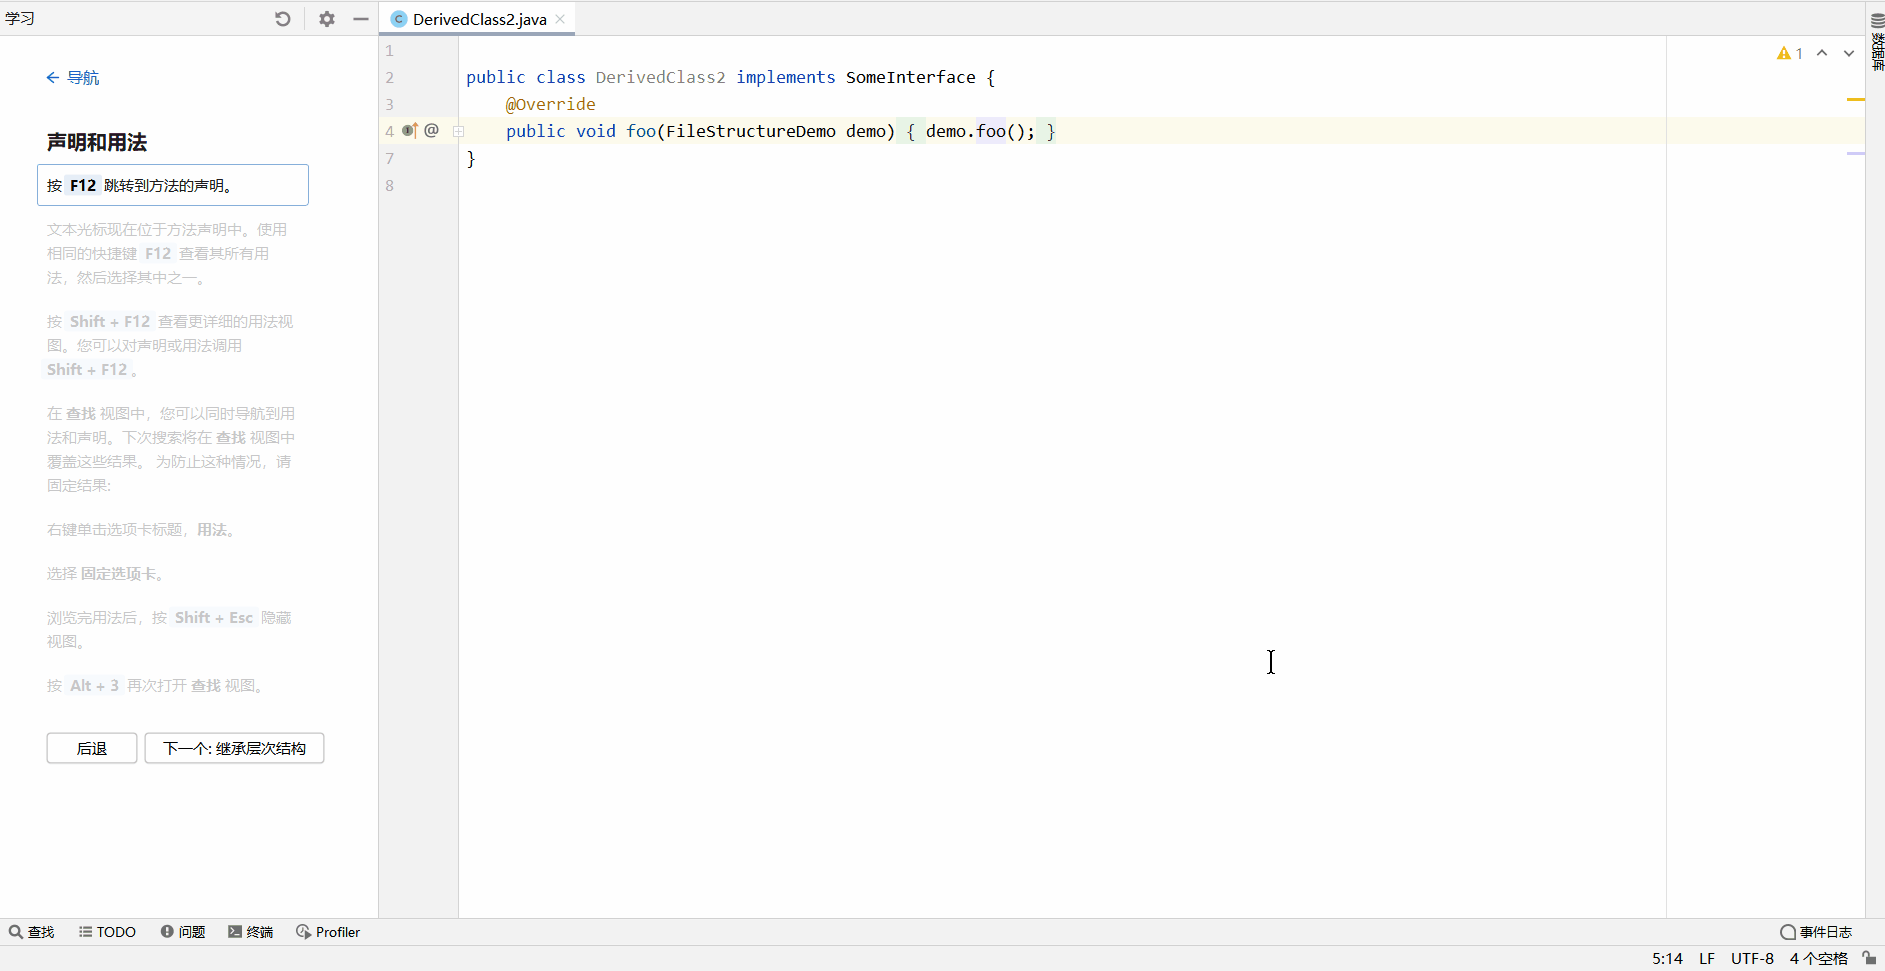 学习
DerivedClass2.java
导航
声明和用法
按 F12 跳转到方法的声明。
文本光标现在位于方法声明中。使用
相同的快捷键 F12 查看其所有用
法，然后选择其中之一。
按 Shift + F12 查看更详细的用法视
图。您可以对声明或用法调用
Shift + F12 。
在 查找 视图中，您可以同时导航到用
法和声明。下次搜索将在 查找 视图中
覆盖这些结果。 为防止这种情况，请
固定结果:
右键单击选项卡标题，用法。
选择 固定选项卡。
浏览完用法后，按 Shift + Esc 隐藏
视图。
按 Alt + 3 再次打开 查找 视图。
后退
下一个: 继承层次结构
1
2 public class DerivedClass2 implements SomeInterface {
3 @Override
4 @ public void foo(FileStructureDemo demo) { demo.foo(); }
7 }
8
1
数据库
查找
TODO
问题
终端
Profiler
事件日志
5:14 LF UTF-8 4 个空格